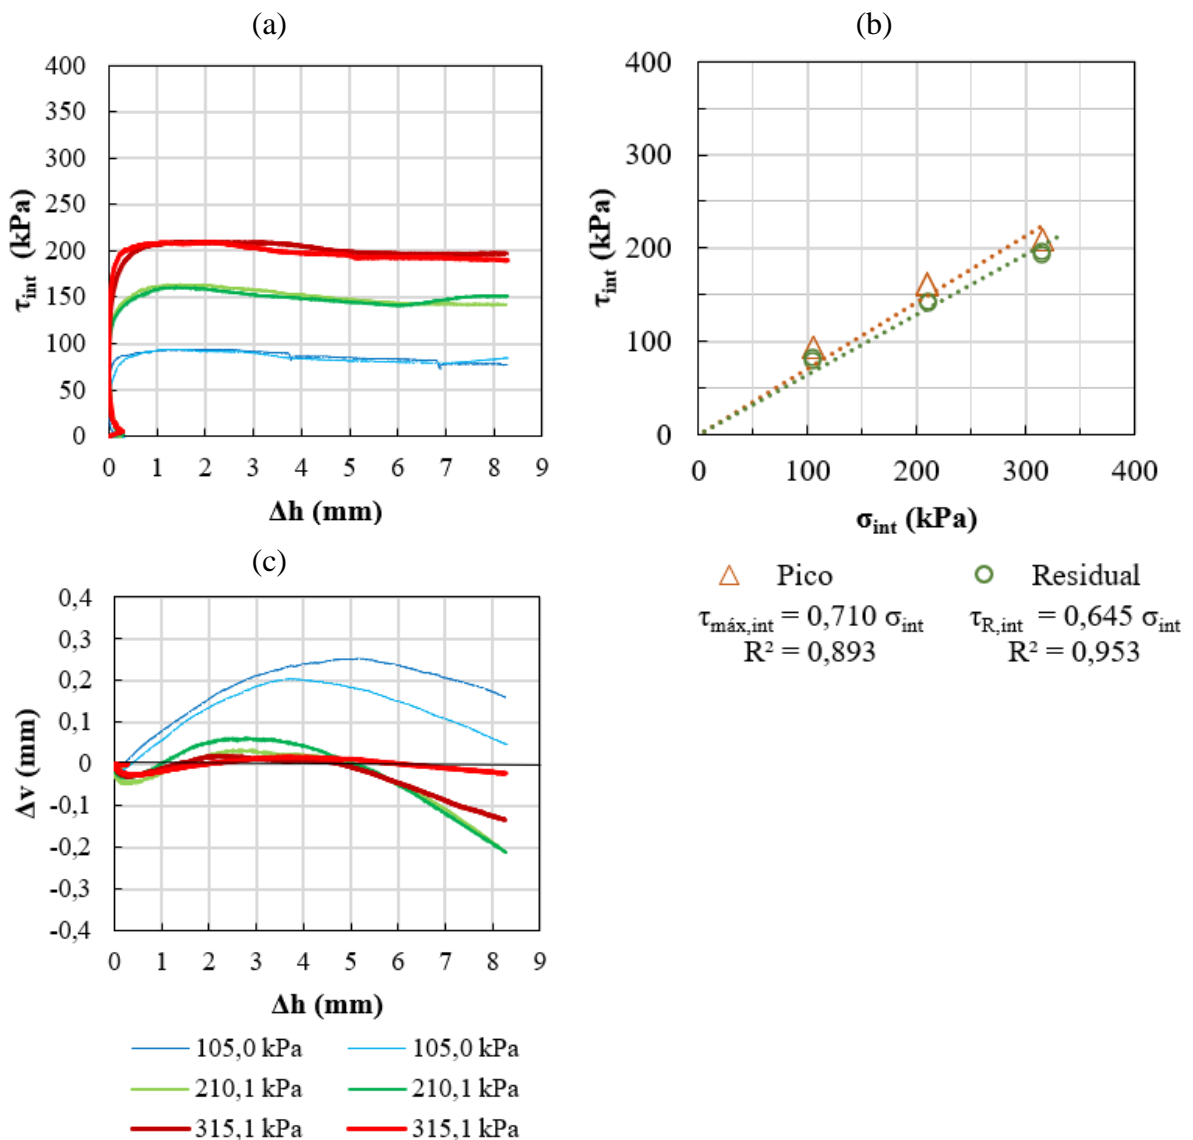 (a)
400
350
300
250
200
150
100
50
0
τint (kPa)
0 1 2 3 4 5 6 7 8 9
Δh (mm)
(b)
400
300
200
100
0
τint (kPa)
0 100 200 300 400
σint (kPa)
Pico Residual
τmáx,int = 0,710 σint τR,int = 0,645 σint
R² = 0,893 R² = 0,953
(c)
0,4
0,3
0,2
0,1
0
-0,1
-0,2
-0,3
-0,4
Δv (mm)
0 1 2 3 4 5 6 7 8 9
Δh (mm)
105,0 kPa 105,0 kPa
210,1 kPa 210,1 kPa
315,1 kPa 315,1 kPa